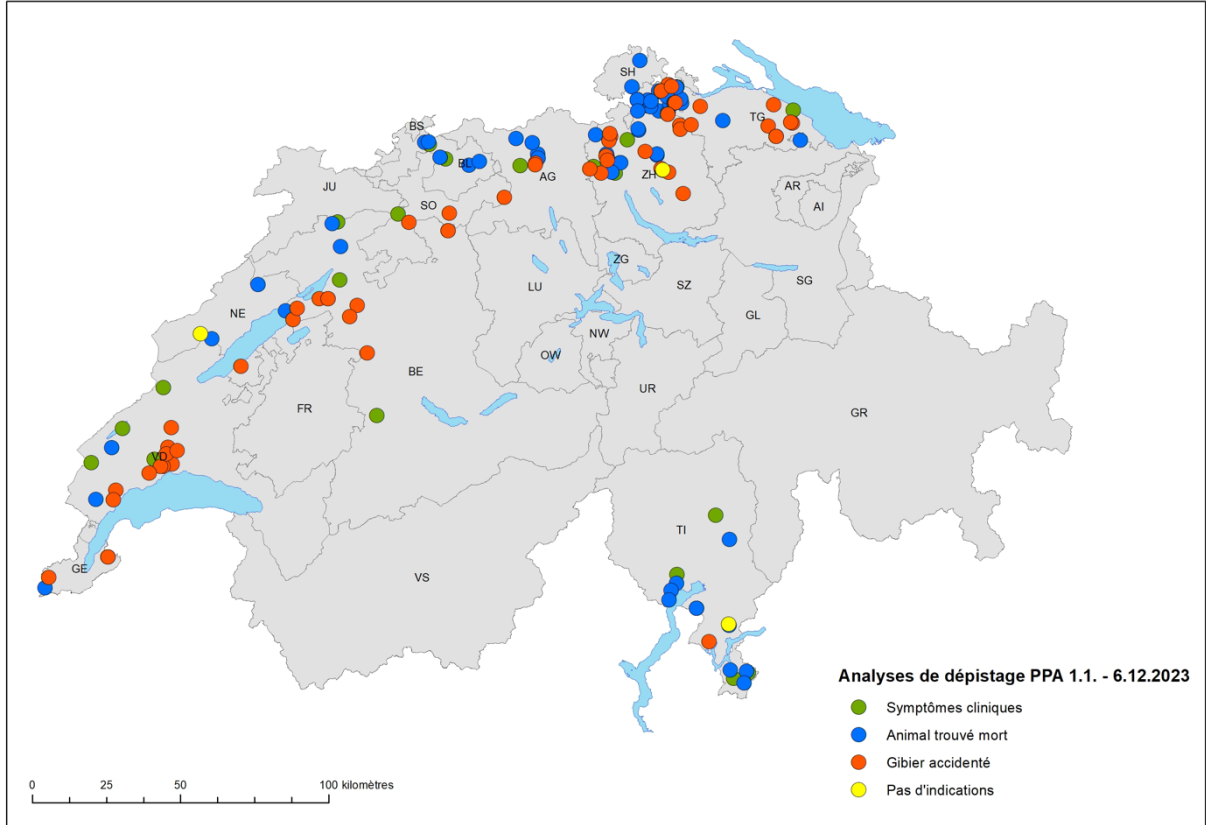 SH
BS
TG
BL
AG
ZH
JU
SO
AR
AI
ZG
LU
SZ
SG
NE
GL
NW
OW
BE
UR
FR
GR
VD
TI
GE
VS
Analyses de dépistage PPA 1.1. - 6.12.2023
Symptômes cliniques
Animal trouvé mort
Gibier accidenté
Pas d'indications
0 25 50 100 kilomètres